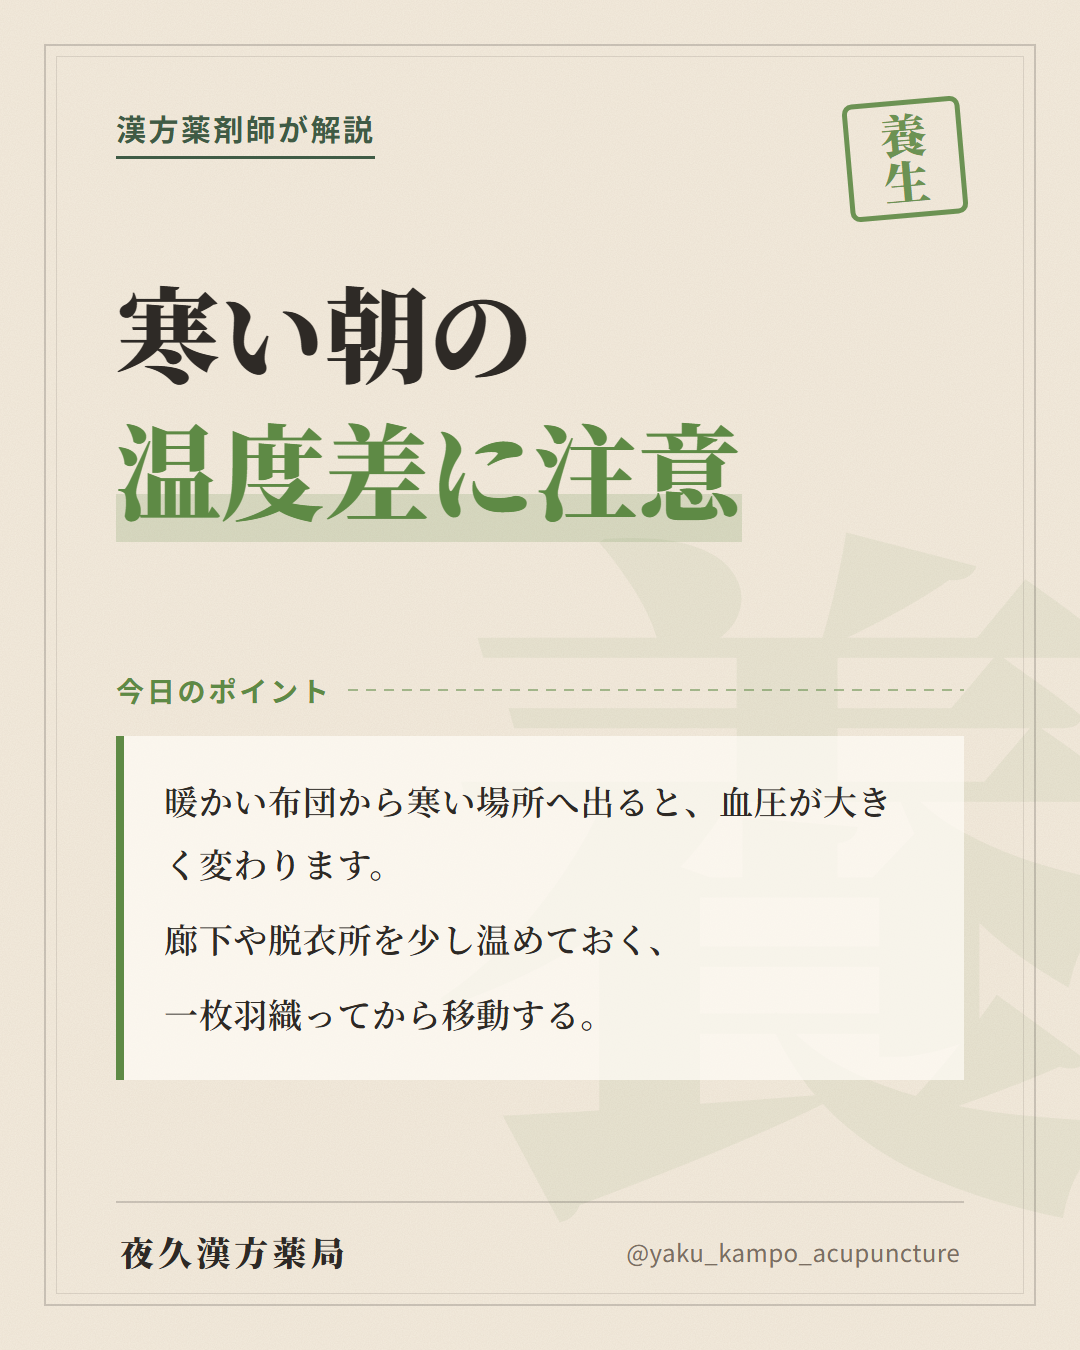 漢方薬剤師が解説
養生
寒い朝の
温度差に注意
今日のポイント
暖かい布団から寒い場所へ出ると、血圧が大き
く変わります。
廊下や脱衣所を少し温めておく、
一枚羽織ってから移動する。
夜久漢方薬局
@yaku_kampo_acupuncture